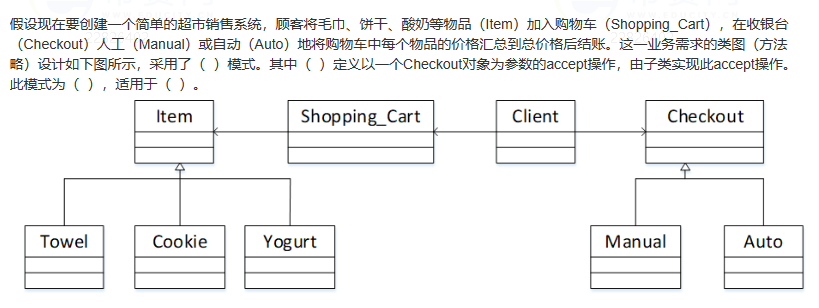 假设现在要创建一个简单的超市销售系统，顾客将毛巾、饼干、酸奶等物品（Item）加入购物车（Shopping_Cart），在收银台
（Checkout）人工（Manual）或自动（Auto）地将购物车中每个物品的价格汇总到总价格后结账。这一业务需求的类图（方法
略）设计如下图所示，采用了（ ）模式。其中（ ）定义以一个Checkout对象为参数的accept操作，由子类实现此accept操作。
此模式为（ ），适用于（ ）。
Item Shopping_Cart Client Checkout
Towel Cookie Yogurt Manual Auto